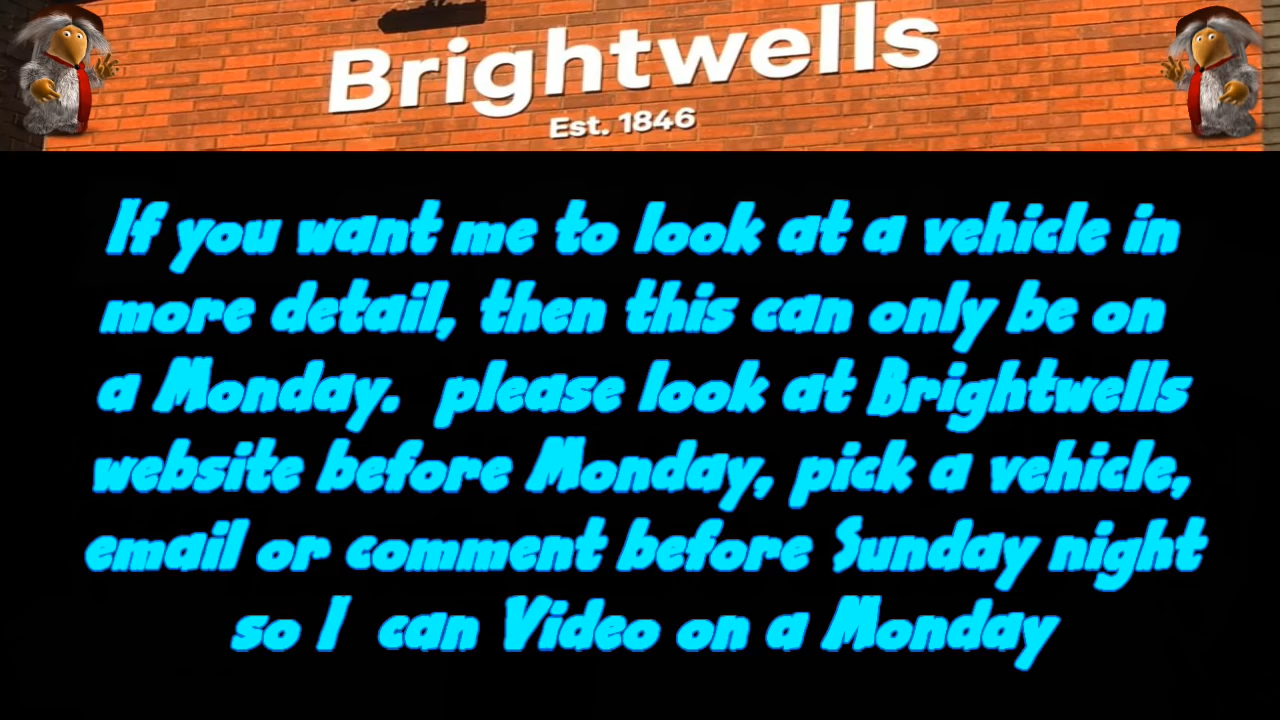 Brightwells
Est. 1846
If you want me to look at a vehicle in
more detail, then this can only be on
a Monday. please look at Brightwells
website before Monday, pick a vehicle,
email or comment before Sunday night
so I can Video on a Monday